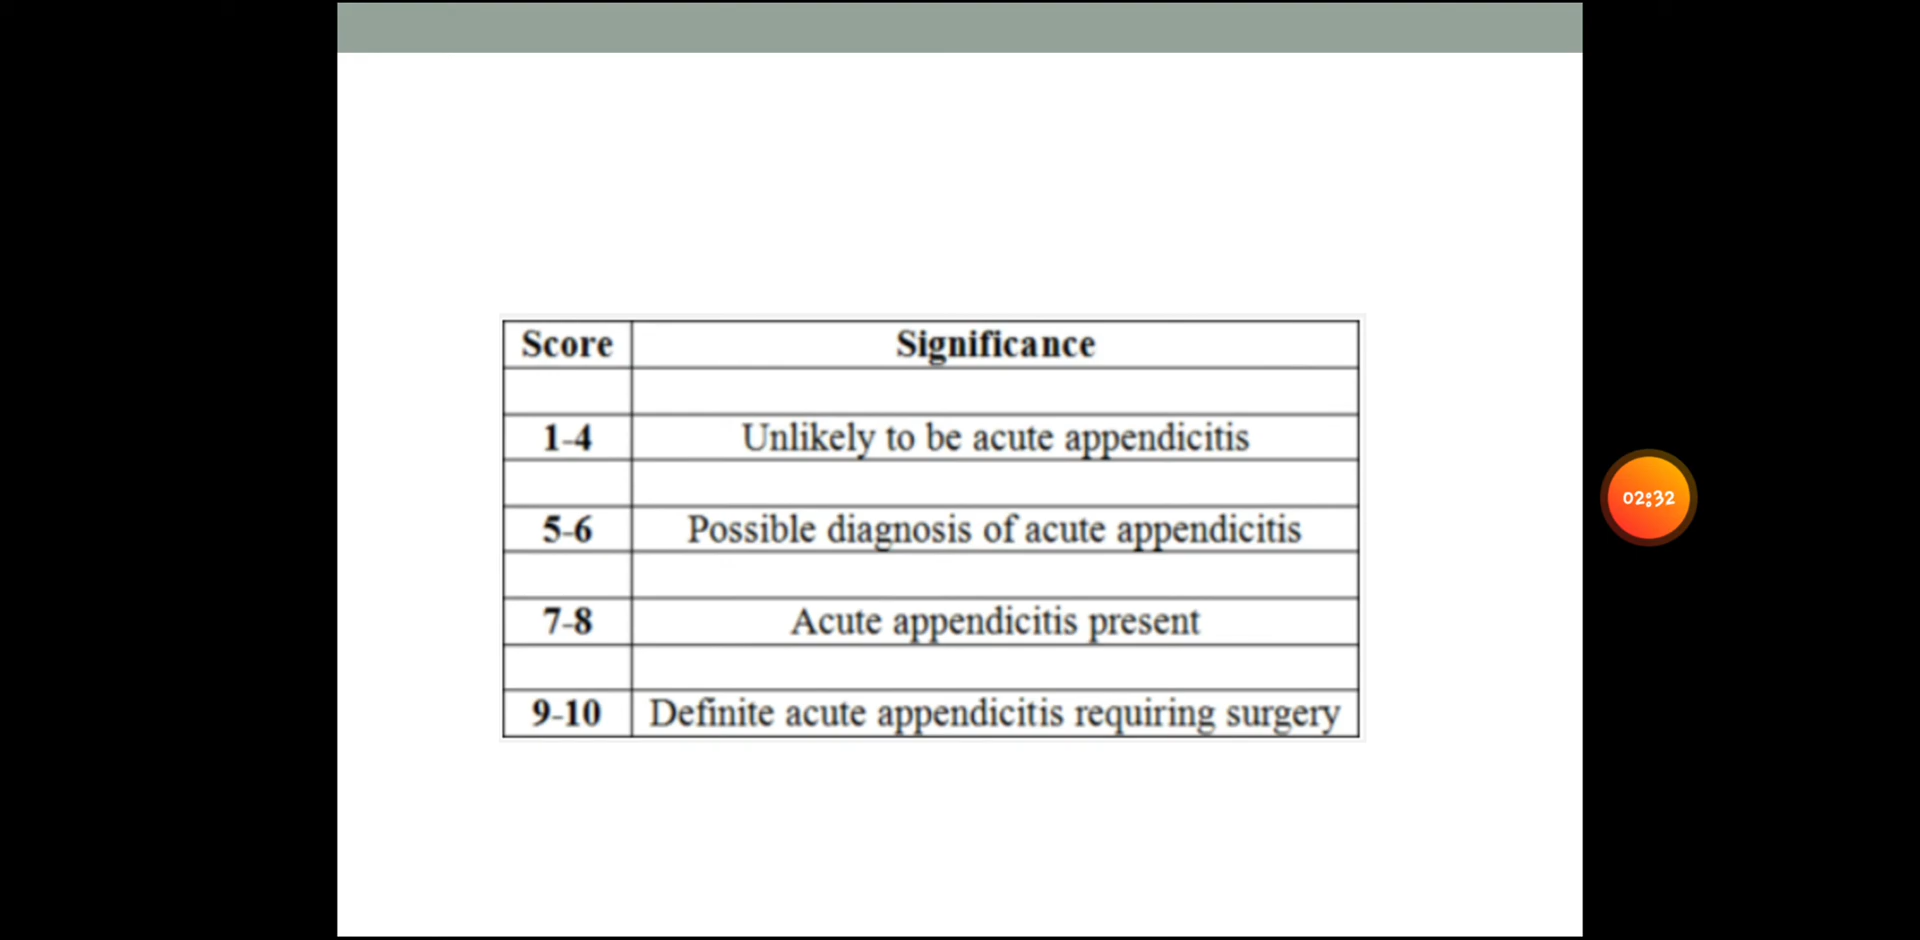 Score Significance
1-4 Unlikely to be acute appendicitis
5-6 Possible diagnosis of acute appendicitis
7-8 Acute appendicitis present
9-10 Definite acute appendicitis requiring surgery
02:32